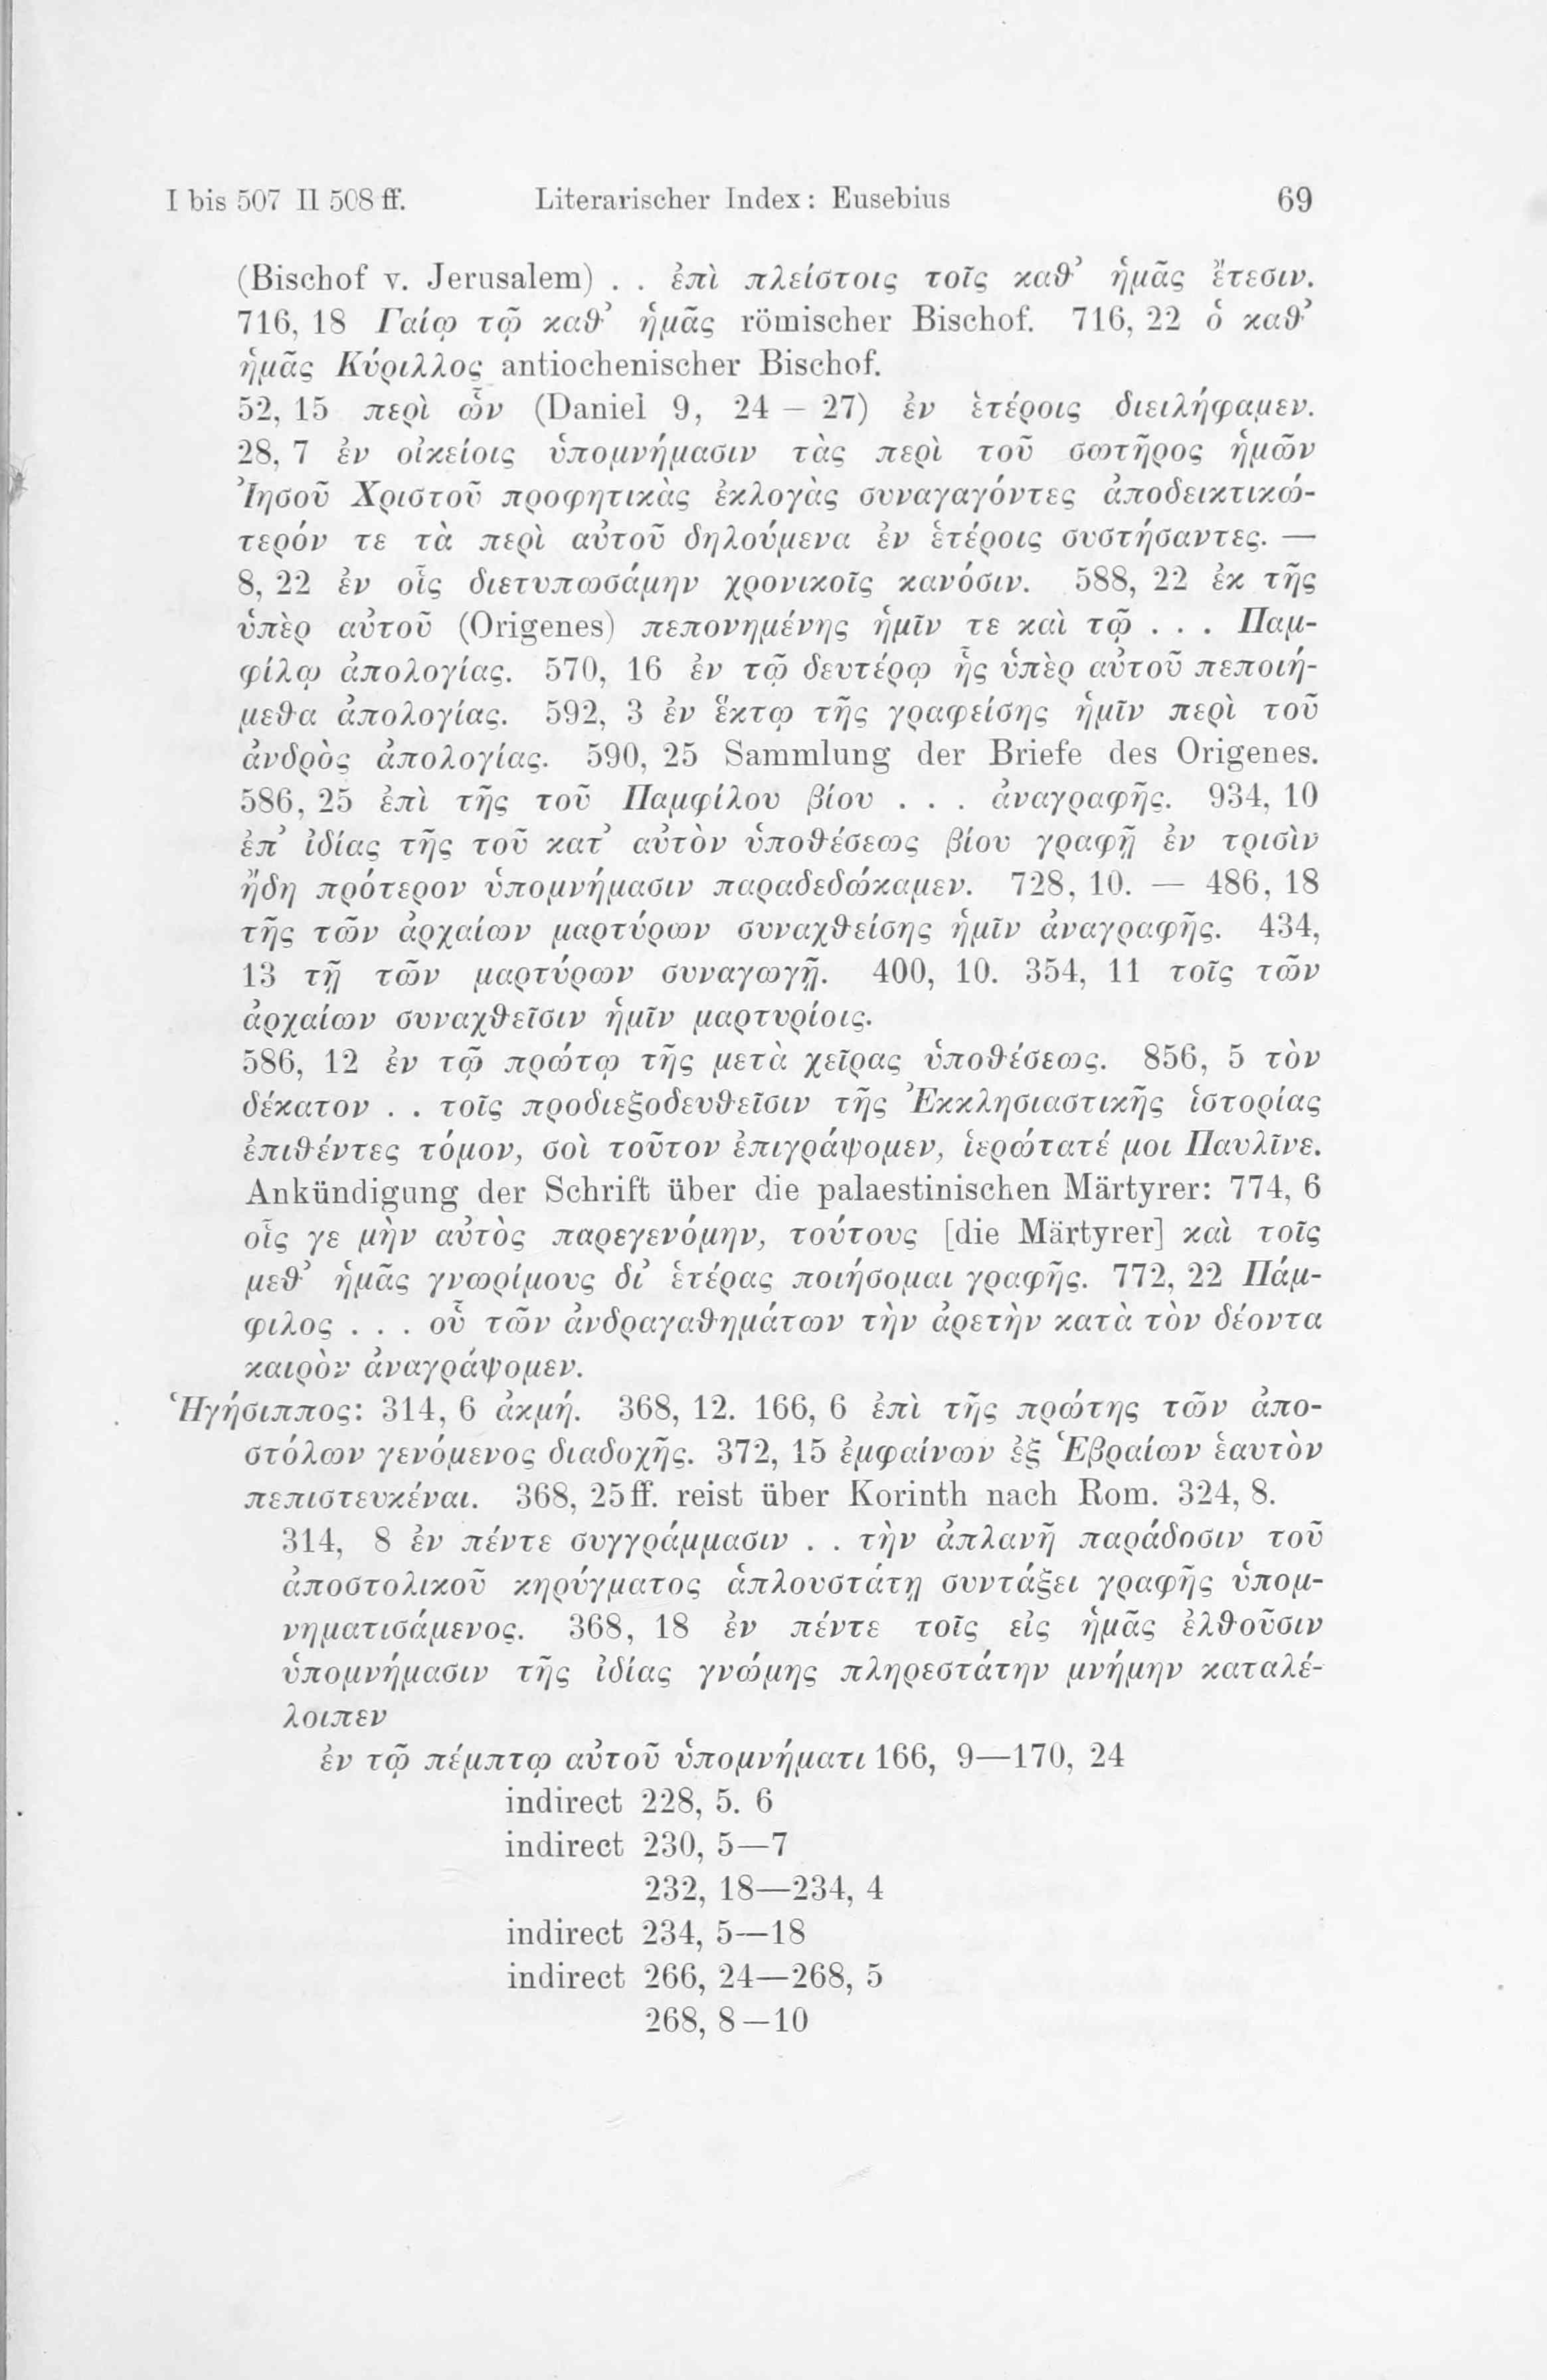 I bis 507 II 508 ff. Literarischer Index: Eusebius 69
(Bischof v. Jerusalem) . . ἐπὶ πλείστοις τοῖς καθ’ ἡμᾶς ἔτεσιν.
716, 18 Γαΐῳ τῷ καθ’ ἡμᾶς römischer Bischof. 716, 22 ὁ καθ’
ἡμᾶς Κύριλλος antiochenischer Bischof.
52, 15 περὶ ὧν (Daniel 9, 24 – 27) ἐν ἑτέροις διειλήφαμεν.
28, 7 ἐν οἰκείοις ὑπομνήμασιν τὰς περὶ τοῦ σωτῆρος ἡμῶν
Ἰησοῦ Χριστοῦ προφητικὰς ἐκλογὰς συναγαγόντες ἀποδεικτικώ-
τερόν τε τὰ περὶ αὐτοῦ δηλούμενα ἐν ἑτέροις συστήσαντες. —
8, 22 ἐν οἷς διετυπωσάμην χρονικοῖς κανόσιν. 588, 22 ἐκ τῆς
ὑπὲρ αὐτοῦ (Origenes) πεπονημένης ἡμῖν τε καὶ τῷ . . . Παμ-
φίλῳ ἀπολογίας. 570, 16 ἐν τῷ δευτέρῳ ἧς ὑπὲρ αὐτοῦ πεποιή-
μεθα ἀπολογίας. 592, 3 ἐν ἕκτῳ τῆς γραφείσης ἡμῖν περὶ τοῦ
ἀνδρὸς ἀπολογίας. 590, 25 Sammlung der Briefe des Origenes.
586, 25 ἐπὶ τῆς τοῦ Παμφίλου βίου . . . ἀναγραφῆς. 934, 10
ἐπ’ ἰδίας τῆς τοῦ κατ’ αὐτὸν ὑποθέσεως βίου γραφῇ ἐν τρισὶν
ἤδη πρότερον ὑπομνήμασιν παραδεδώκαμεν. 728, 10. — 486, 18
τῆς τῶν ἀρχαίων μαρτύρων συναχθείσης ἡμῖν ἀναγραφῆς. 434,
13 τῇ τῶν μαρτύρων συναγωγῇ. 400, 10. 354, 11 τοῖς τῶν
ἀρχαίων συναχθεῖσιν ἡμῖν μαρτυρίοις.
586, 12 ἐν τῷ πρώτῳ τῆς μετὰ χεῖρας ὑποθέσεως. 856, 5 τὸν
δέκατον . . τοῖς προδιεξοδευθεῖσιν τῆς Ἐκκλησιαστικῆς ἱστορίας
ἐπιθέντες τόμον, σοὶ τοῦτον ἐπιγράψομεν, ἱερώτατέ μοι Παυλῖνε.
Ankündigung der Schrift über die palaestinischen Märtyrer: 774, 6
οἷς γε μὴν αὐτὸς παρεγενόμην, τούτους [die Märtyrer] καὶ τοῖς
μεθ’ ἡμᾶς γνωρίμους δι’ ἑτέρας ποιήσομαι γραφῆς. 772, 22 Πάμ-
φιλος . . . οὗ τῶν ἀνδραγαθημάτων τὴν ἀρετὴν κατὰ τὸν δέοντα
καιρὸν ἀναγράψομεν.
Ἡγήσιππος: 314, 6 ἀκμή. 368, 12. 166, 6 ἐπὶ τῆς πρώτης τῶν ἀπο-
στόλων γενόμενος διαδοχῆς. 372, 15 ἐμφαίνων ἐξ Ἑβραίων ἑαυτὸν
πεπιστευκέναι. 368, 25 ff. reist über Korinth nach Rom. 324, 8.
314, 8 ἐν πέντε συγγράμμασιν . . τὴν ἀπλανῆ παράδοσιν τοῦ
ἀποστολικοῦ κηρύγματος ἁπλουστάτῃ συντάξει γραφῆς ὑπομ-
νηματισάμενος. 368, 18 ἐν πέντε τοῖς εἰς ἡμᾶς ἐλθοῦσιν
ὑπομνήμασιν τῆς ἰδίας γνώμης πληρεστάτην μνήμην καταλέ-
λοιπεν
ἐν τῷ πέμπτῳ αὐτοῦ ὑπομνήματι 166, 9—170, 24
indirect 228, 5. 6
indirect 230, 5—7
232, 18—234, 4
indirect 234, 5—18
indirect 266, 24—268, 5
268, 8—10